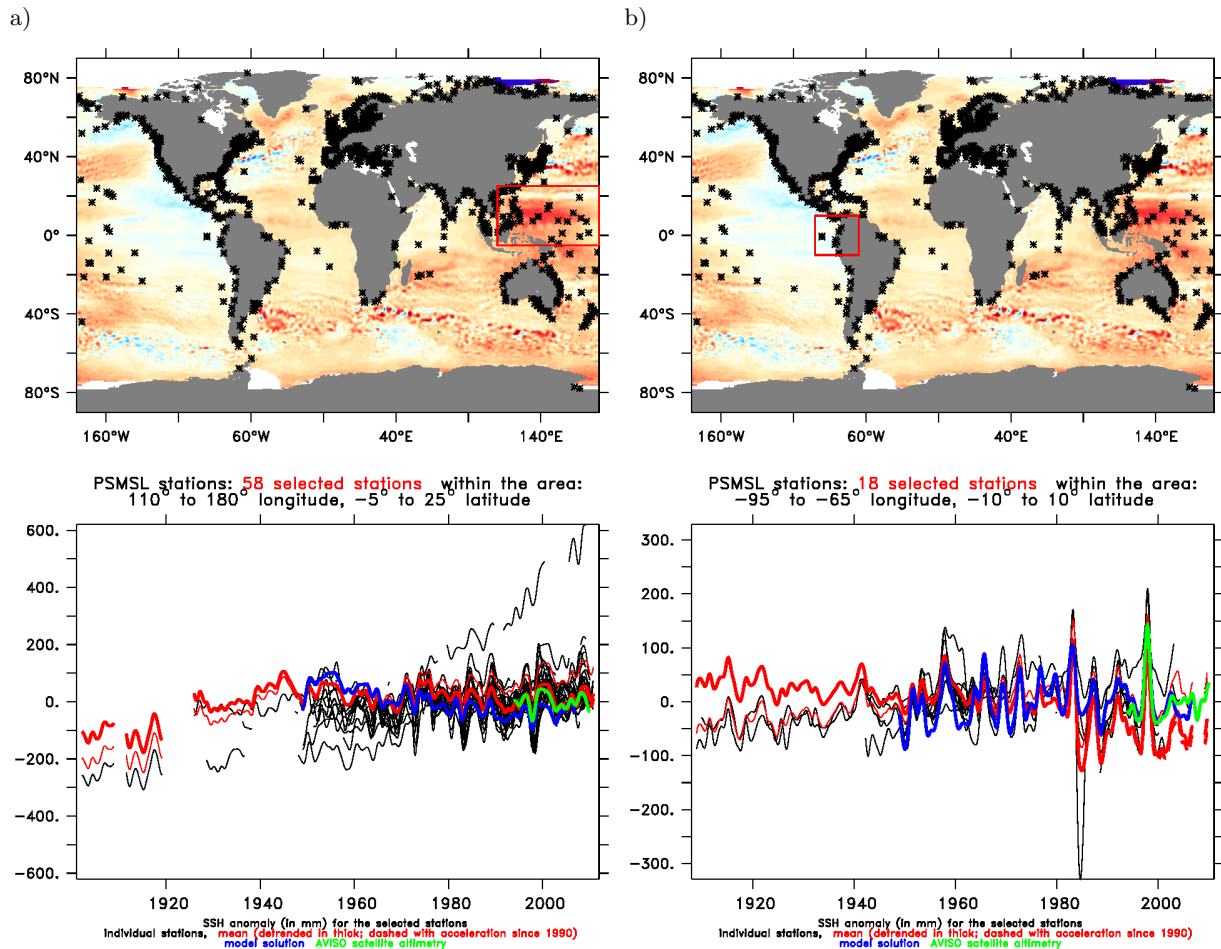 a)
80°N
40°N
0°
40°S
80°S
160°W
60°W
40°E
140°E
PSMSL stations: 58 selected stations within the area:
110° to 180° longitude, -5° to 25° latitude
600.
400.
200.
0.
-200.
-400.
-600.
1920
1940
1960
1980
2000
SSH anomaly (in mm) for the selected stations
Individual stations, mean (detrended in thick; dashed with acceleration since 1990)
model solution AVISO satellite altimetry
b)
80°N
40°N
0°
40°S
80°S
160°W
60°W
40°E
140°E
PSMSL stations: 18 selected stations within the area:
-95° to -65° longitude, -10° to 10° latitude
300.
200.
100.
0.
-100.
-200.
-300.
1920
1940
1960
1980
2000
SSH anomaly (in mm) for the selected stations
Individual stations, mean (detrended in thick; dashed with acceleration since 1990)
model solution AVISO satellite altimetry